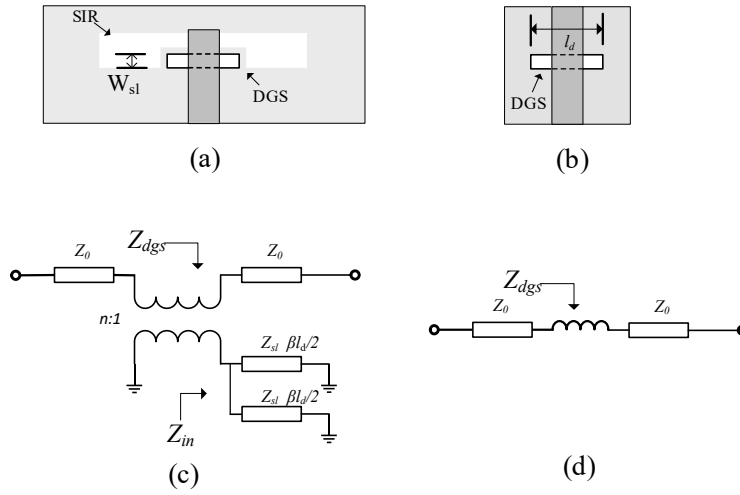 SIR
W_sl
DGS
(a)
l_d
DGS
(b)
Z_0
Z_dgs
Z_0
n:1
Z_sl βl_d/2
Z_sl βl_d/2
Z_in
(c)
Z_dgs
Z_0
Z_0
(d)